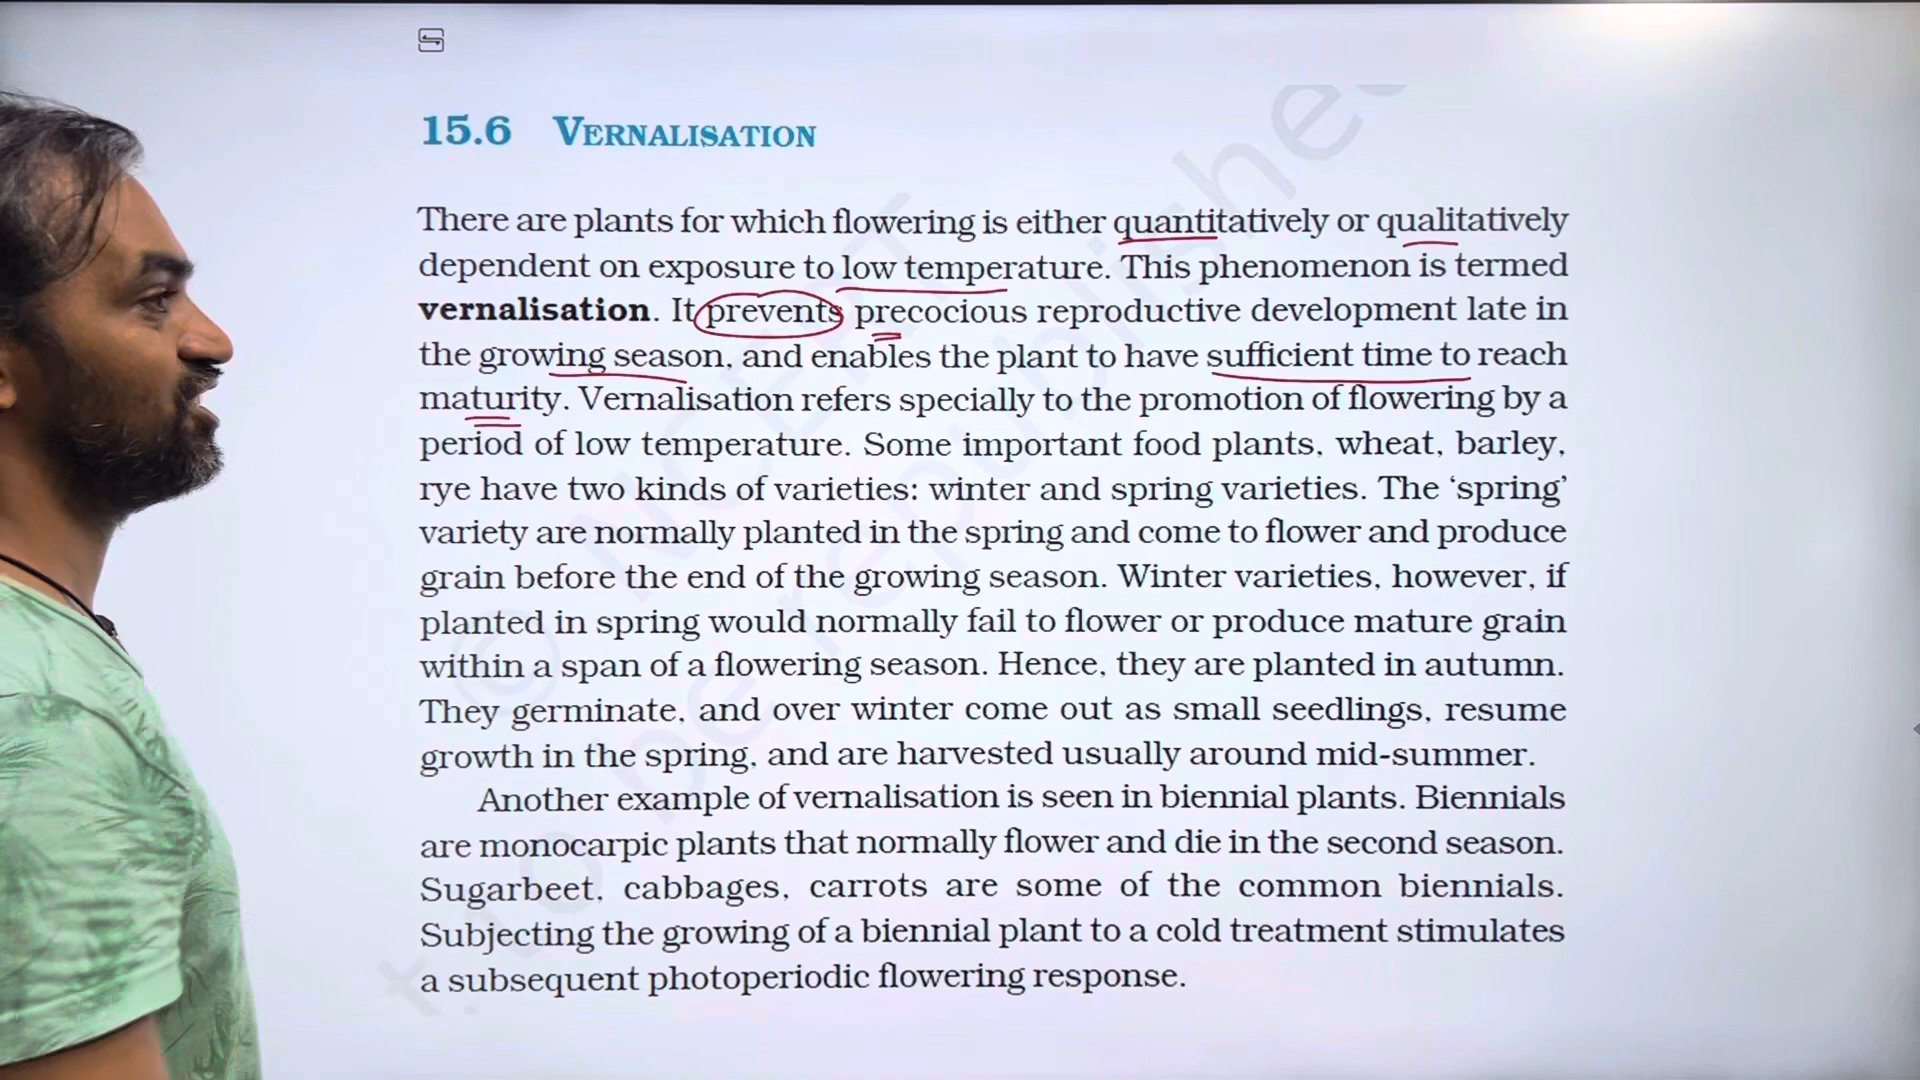 15.6 VERNALISATION
There are plants for which flowering is either quantitatively or qualitatively
dependent on exposure to low temperature. This phenomenon is termed
vernalisation. It prevents precocious reproductive development late in
the growing season, and enables the plant to have sufficient time to reach
maturity. Vernalisation refers specially to the promotion of flowering by a
period of low temperature. Some important food plants, wheat, barley,
rye have two kinds of varieties: winter and spring varieties. The ‘spring’
variety are normally planted in the spring and come to flower and produce
grain before the end of the growing season. Winter varieties, however, if
planted in spring would normally fail to flower or produce mature grain
within a span of a flowering season. Hence, they are planted in autumn.
They germinate, and over winter come out as small seedlings, resume
growth in the spring, and are harvested usually around mid-summer.
Another example of vernalisation is seen in biennial plants. Biennials
are monocarpic plants that normally flower and die in the second season.
Sugarbeet, cabbages, carrots are some of the common biennials.
Subjecting the growing of a biennial plant to a cold treatment stimulates
a subsequent photoperiodic flowering response.
© NCERT
be republishe